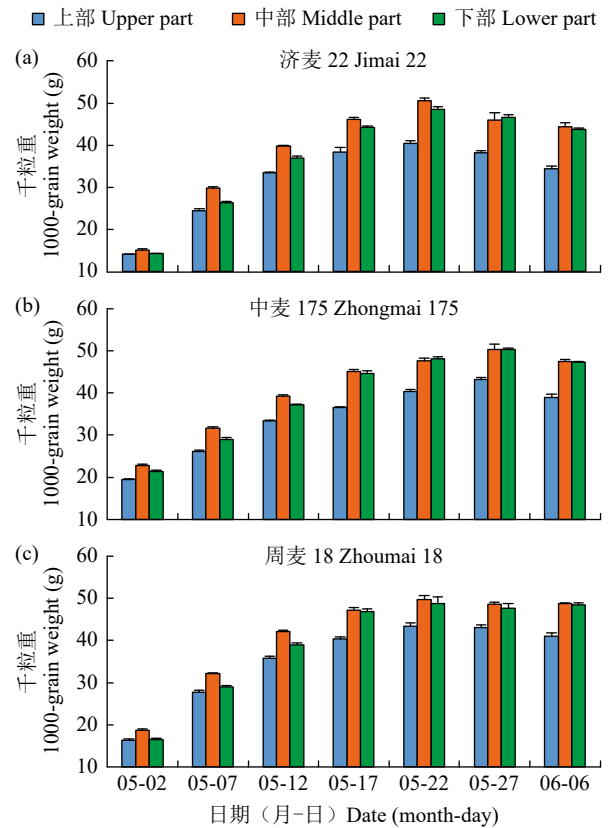 上部 Upper part 中部 Middle part 下部 Lower part
(a) 济麦 22 Jimai 22
千粒重
1000-grain weight (g)
60
50
40
30
20
10
(b) 中麦 175 Zhongmai 175
千粒重
1000-grain weight (g)
60
50
40
30
20
10
(c) 周麦 18 Zhoumai 18
千粒重
1000-grain weight (g)
60
50
40
30
20
10
05-02 05-07 05-12 05-17 05-22 05-27 06-06
日期（月-日）Date (month-day)